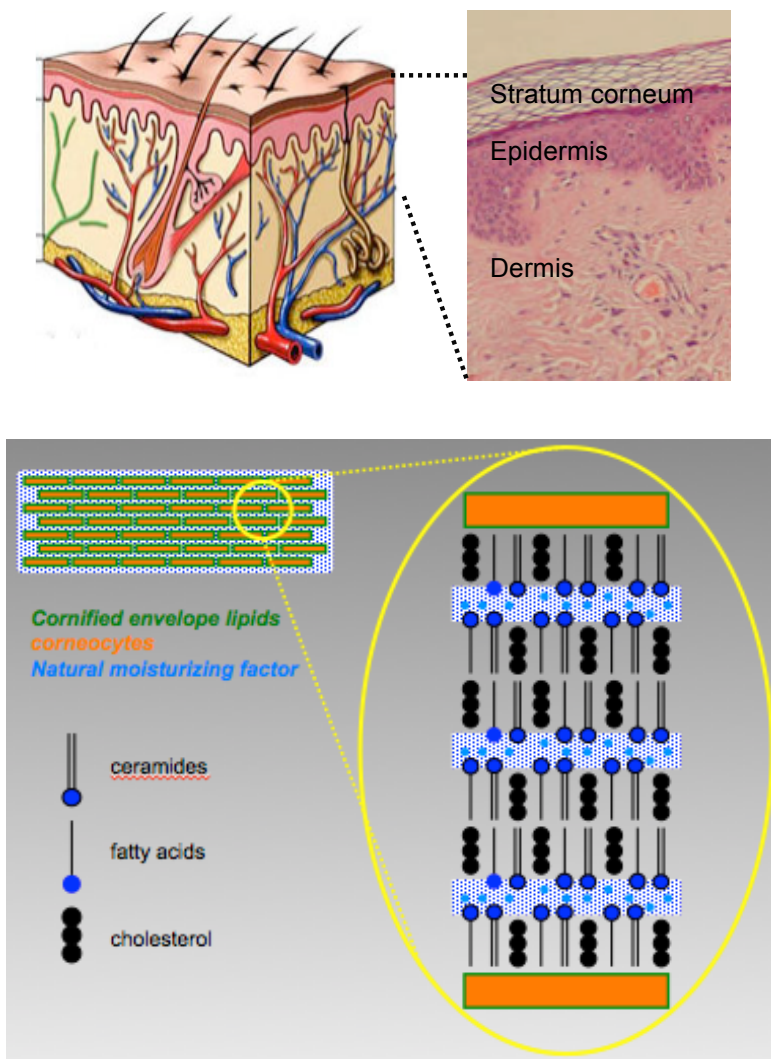 Stratum corneum
Epidermis
Dermis
Cornified envelope lipids
corneocytes
Natural moisturizing factor
ceramides
fatty acids
cholesterol